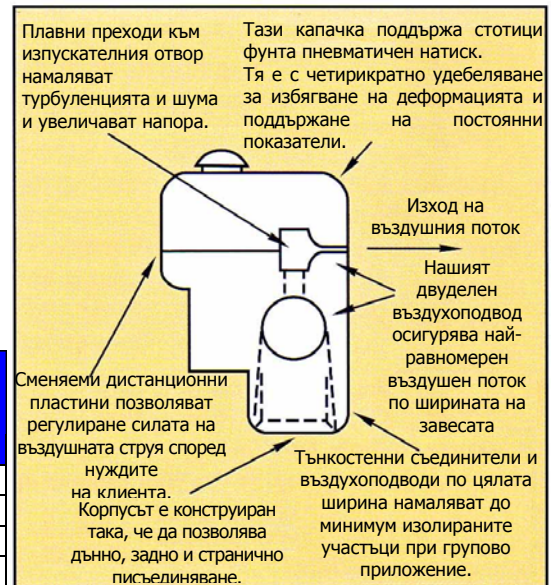 Плавни преходи към
изпускателния отвор
намаляват
турбуленцията и шума
и увеличават напора.
Тази капачка поддържа стотици
фунта пневматичен натиск.
Тя е с четирикратно удебеляване
за избягване на деформацията и
поддържане на постоянни
показатели.
Изход на
въздушния поток
Нашият
двуделен
въздухоподвод
осигурява най-
равномерен
въздушен поток
по ширината на
завесата
Сменяеми дистанционни
пластини позволяват
регулиране силата на
въздушната струя според
нуждите
на клиента.
Тънкостенни съединители и
въздухоподводи по цялата
ширина намаляват до
минимум изолираните
участъци при групово
приложение.
Корпусът е конструиран
така, че да позволява
дънно, задно и странично
писъединяване.